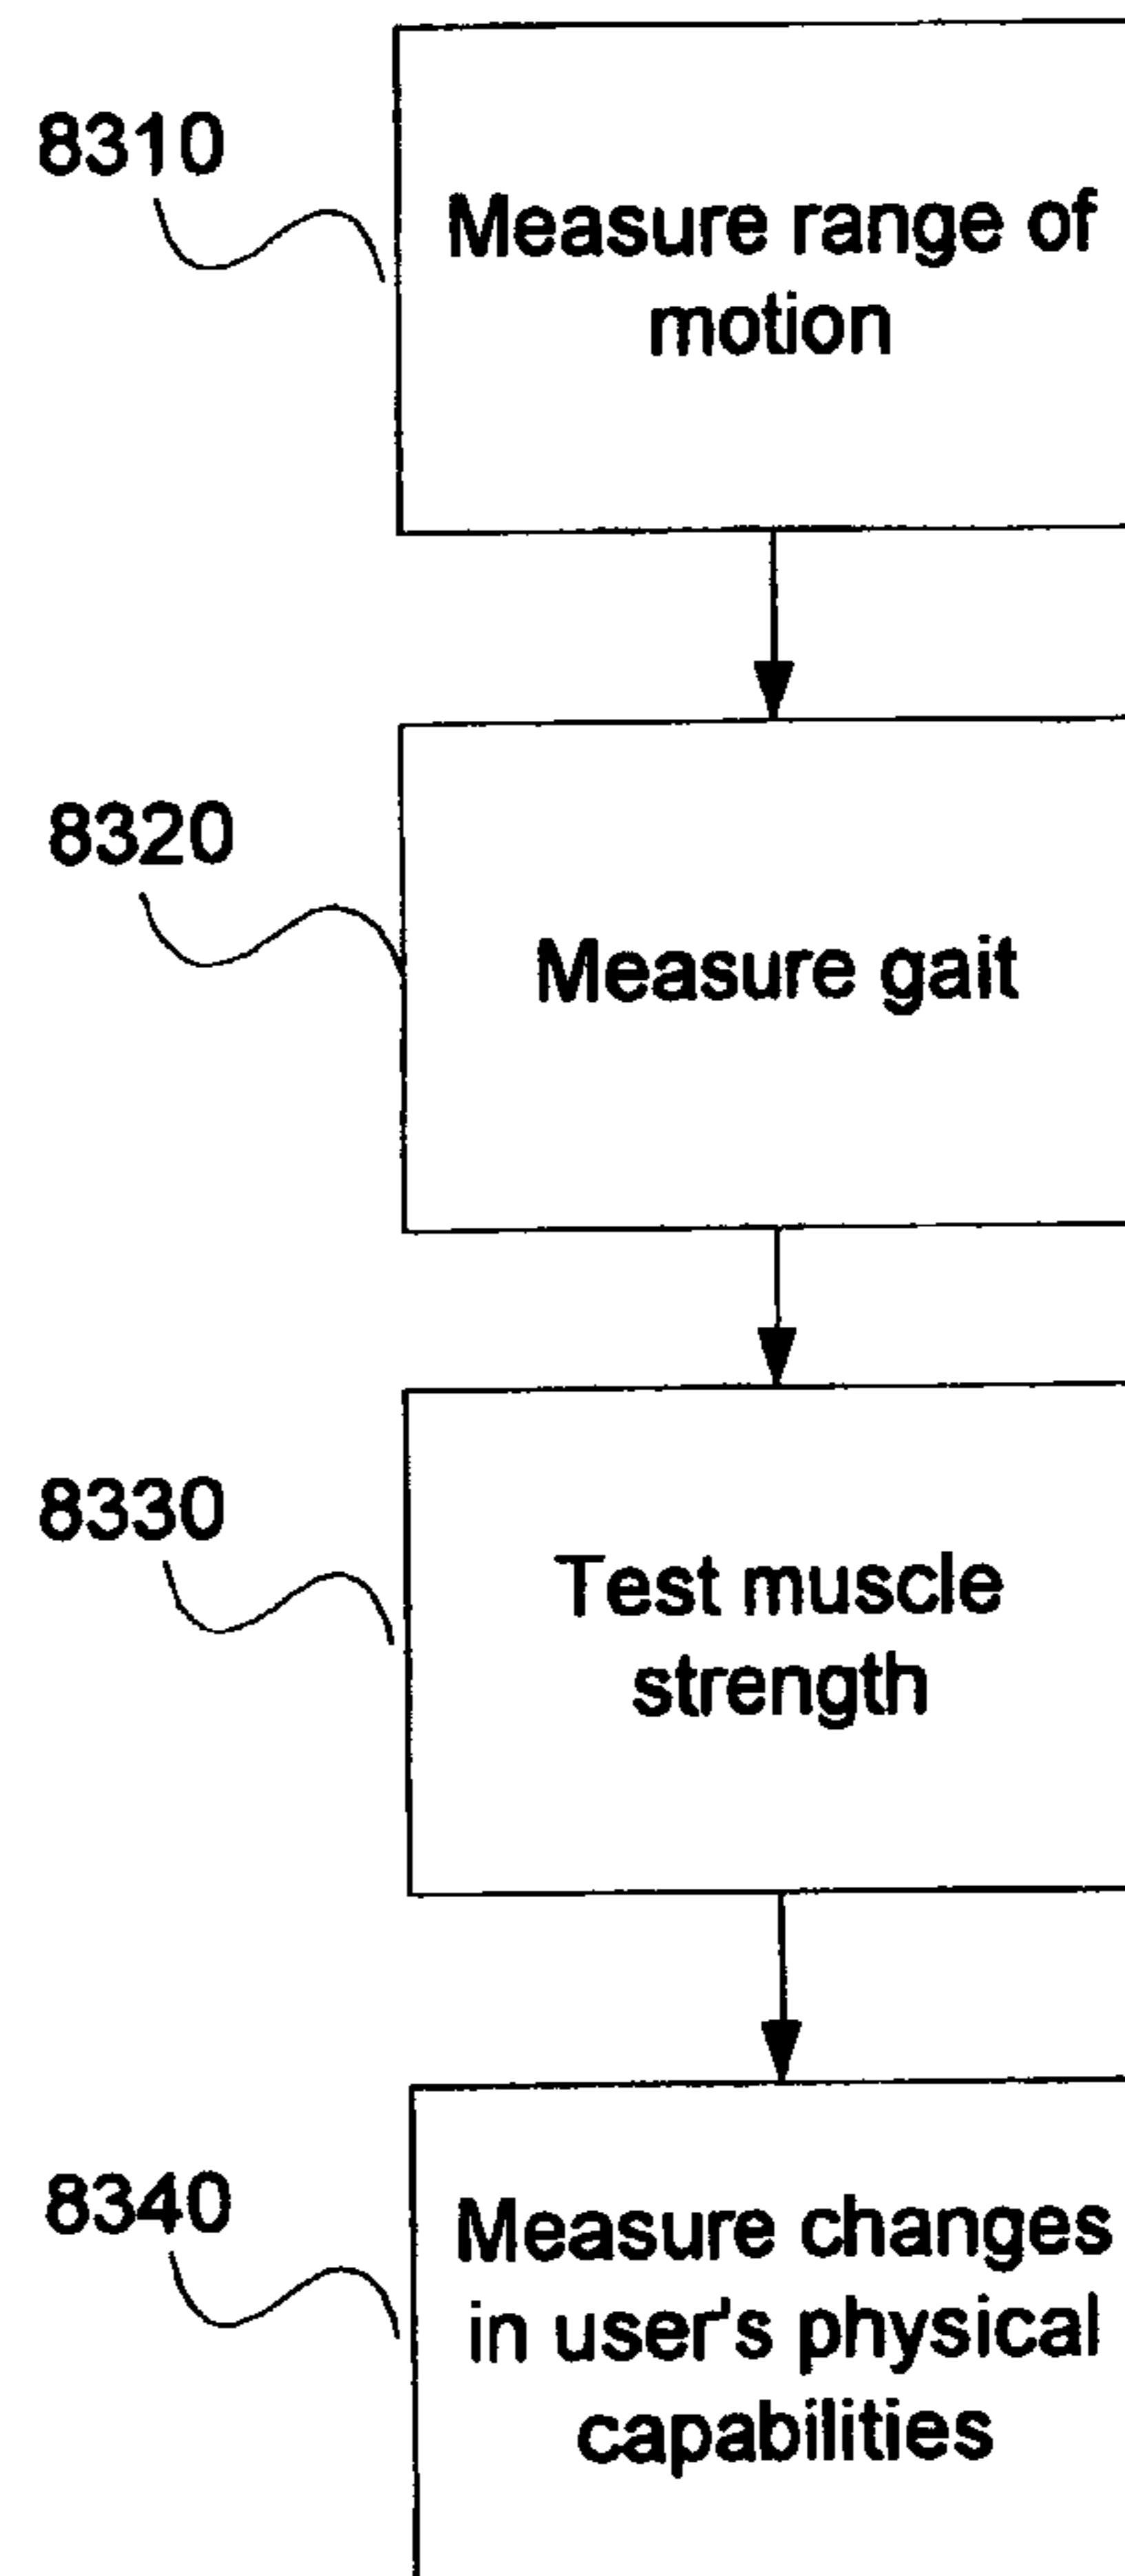 8310
Measure range of
motion
8320
Measure gait
8330
Test muscle
strength
8340
Measure changes
in user's physical
capabilities